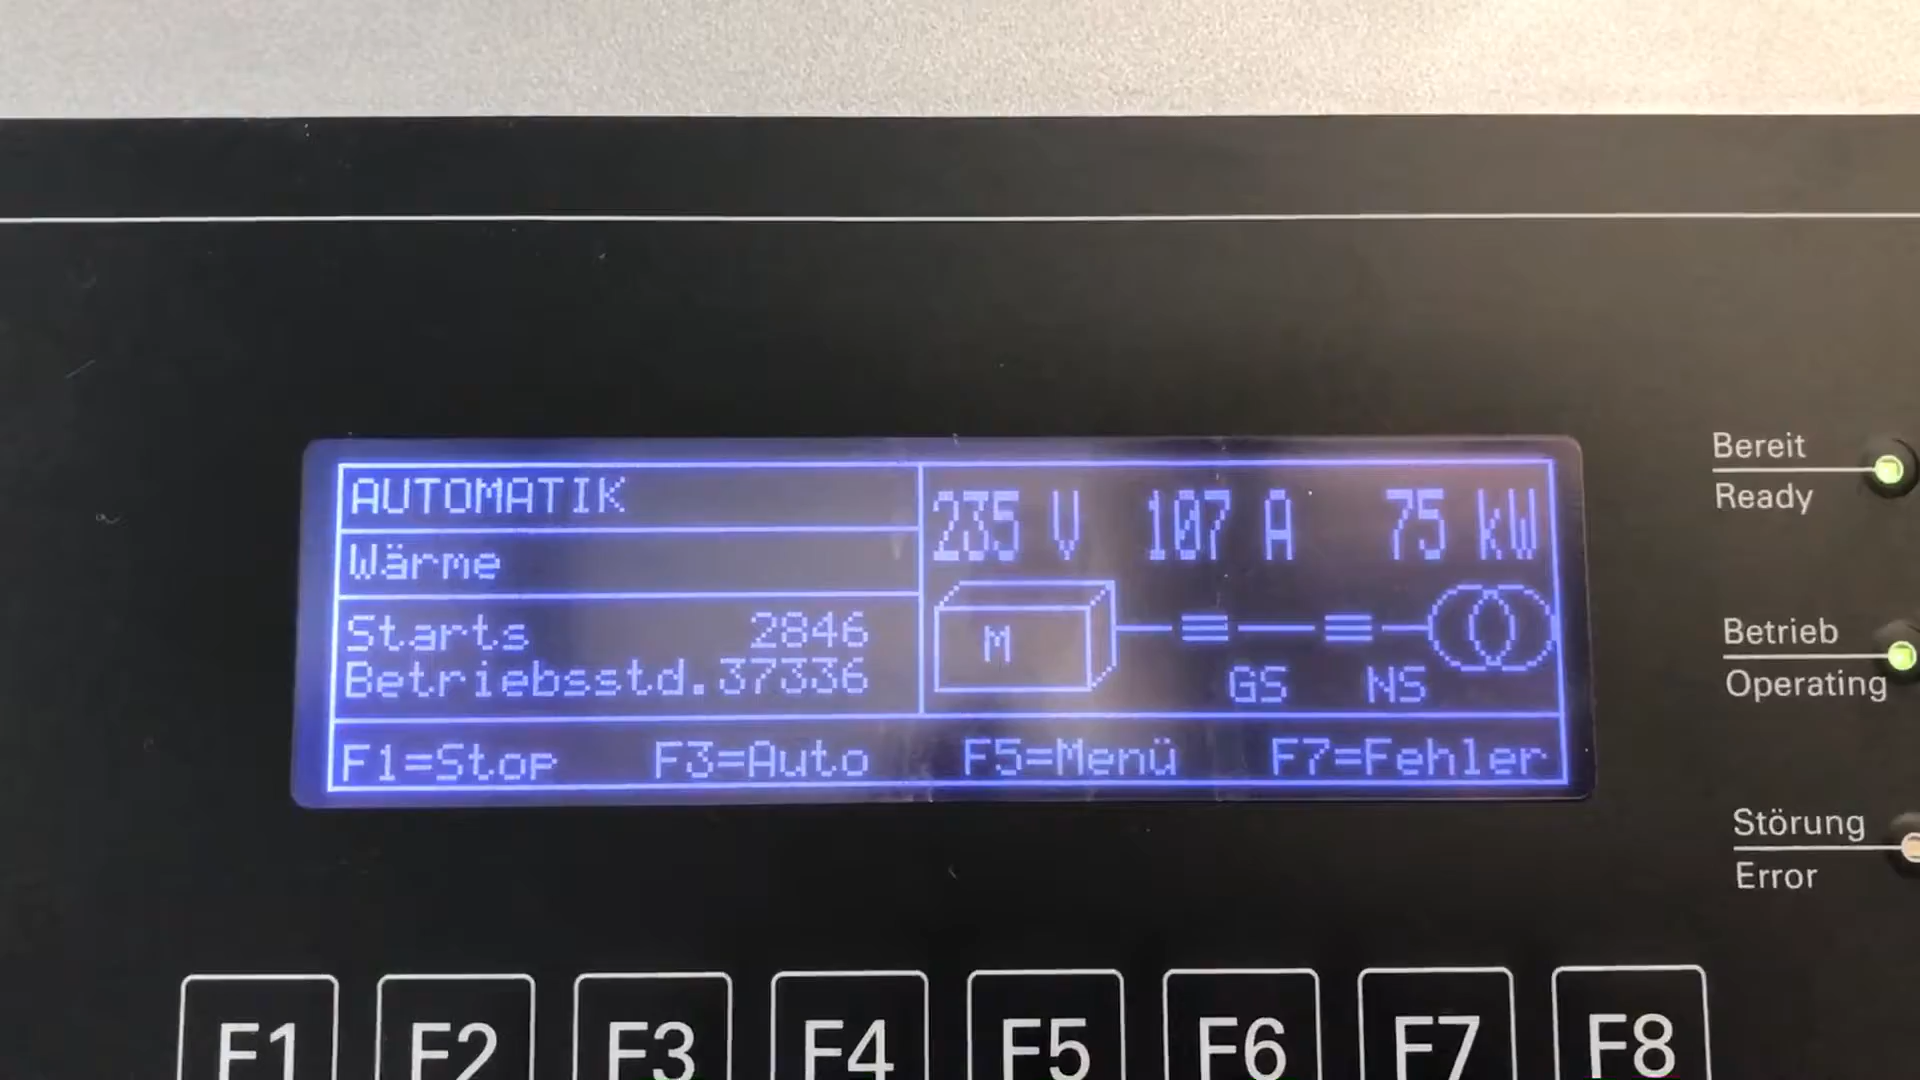 AUTOMATIK
Wärme
Starts 2846
Betriebsstd.37336
235 V 107 A 75 kW
M
GS NS
F1=Stop F3=Auto F5=Menü F7=Fehler
Bereit
Ready
Betrieb
Operating
Störung
Error
F1 F2 F3 F4 F5 F6 F7 F8